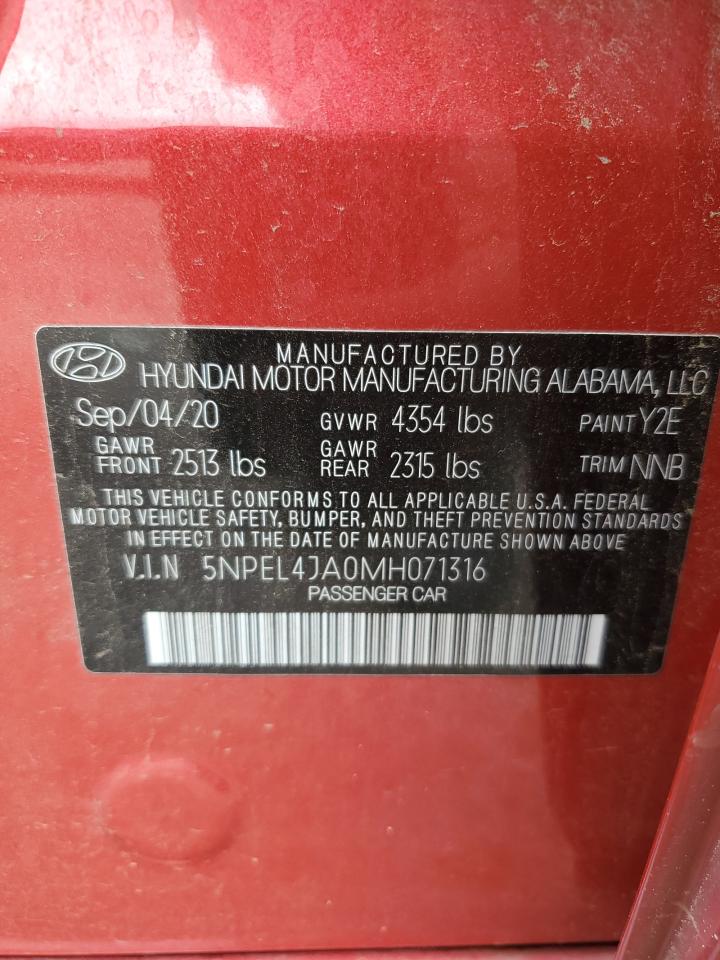 MANUFACTURED BY
HYUNDAI MOTOR MANUFACTURING ALABAMA, LLC
Sep/04/20 GVWR 4354 lbs PAINT Y2E
GAWR FRONT 2513 lbs GAWR REAR 2315 lbs TRIM NNB
THIS VEHICLE CONFORMS TO ALL APPLICABLE U.S.A. FEDERAL
MOTOR VEHICLE SAFETY, BUMPER, AND THEFT PREVENTION STANDARDS
IN EFFECT ON THE DATE OF MANUFACTURE SHOWN ABOVE
V.I.N 5NPEL4JA0MH071316
PASSENGER CAR